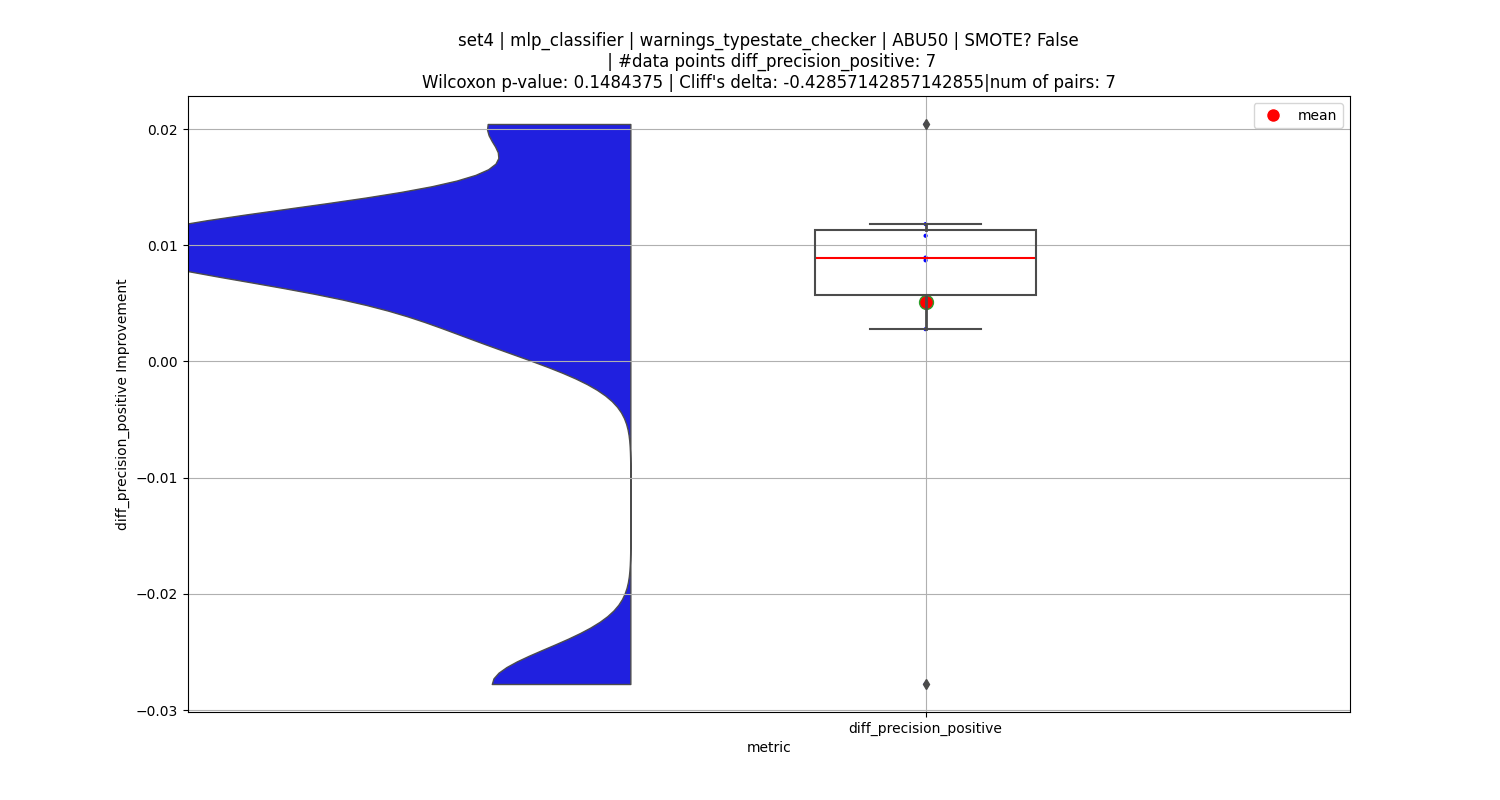 set4 | mlp_classifier | warnings_typestate_checker | ABU50 | SMOTE? False
| #data points diff_precision_positive: 7
Wilcoxon p-value: 0.1484375 | Cliff's delta: -0.42857142857142855|num of pairs: 7
mean
0.02
0.01
0.00
−0.01
−0.02
−0.03
diff_precision_positive Improvement
diff_precision_positive
metric